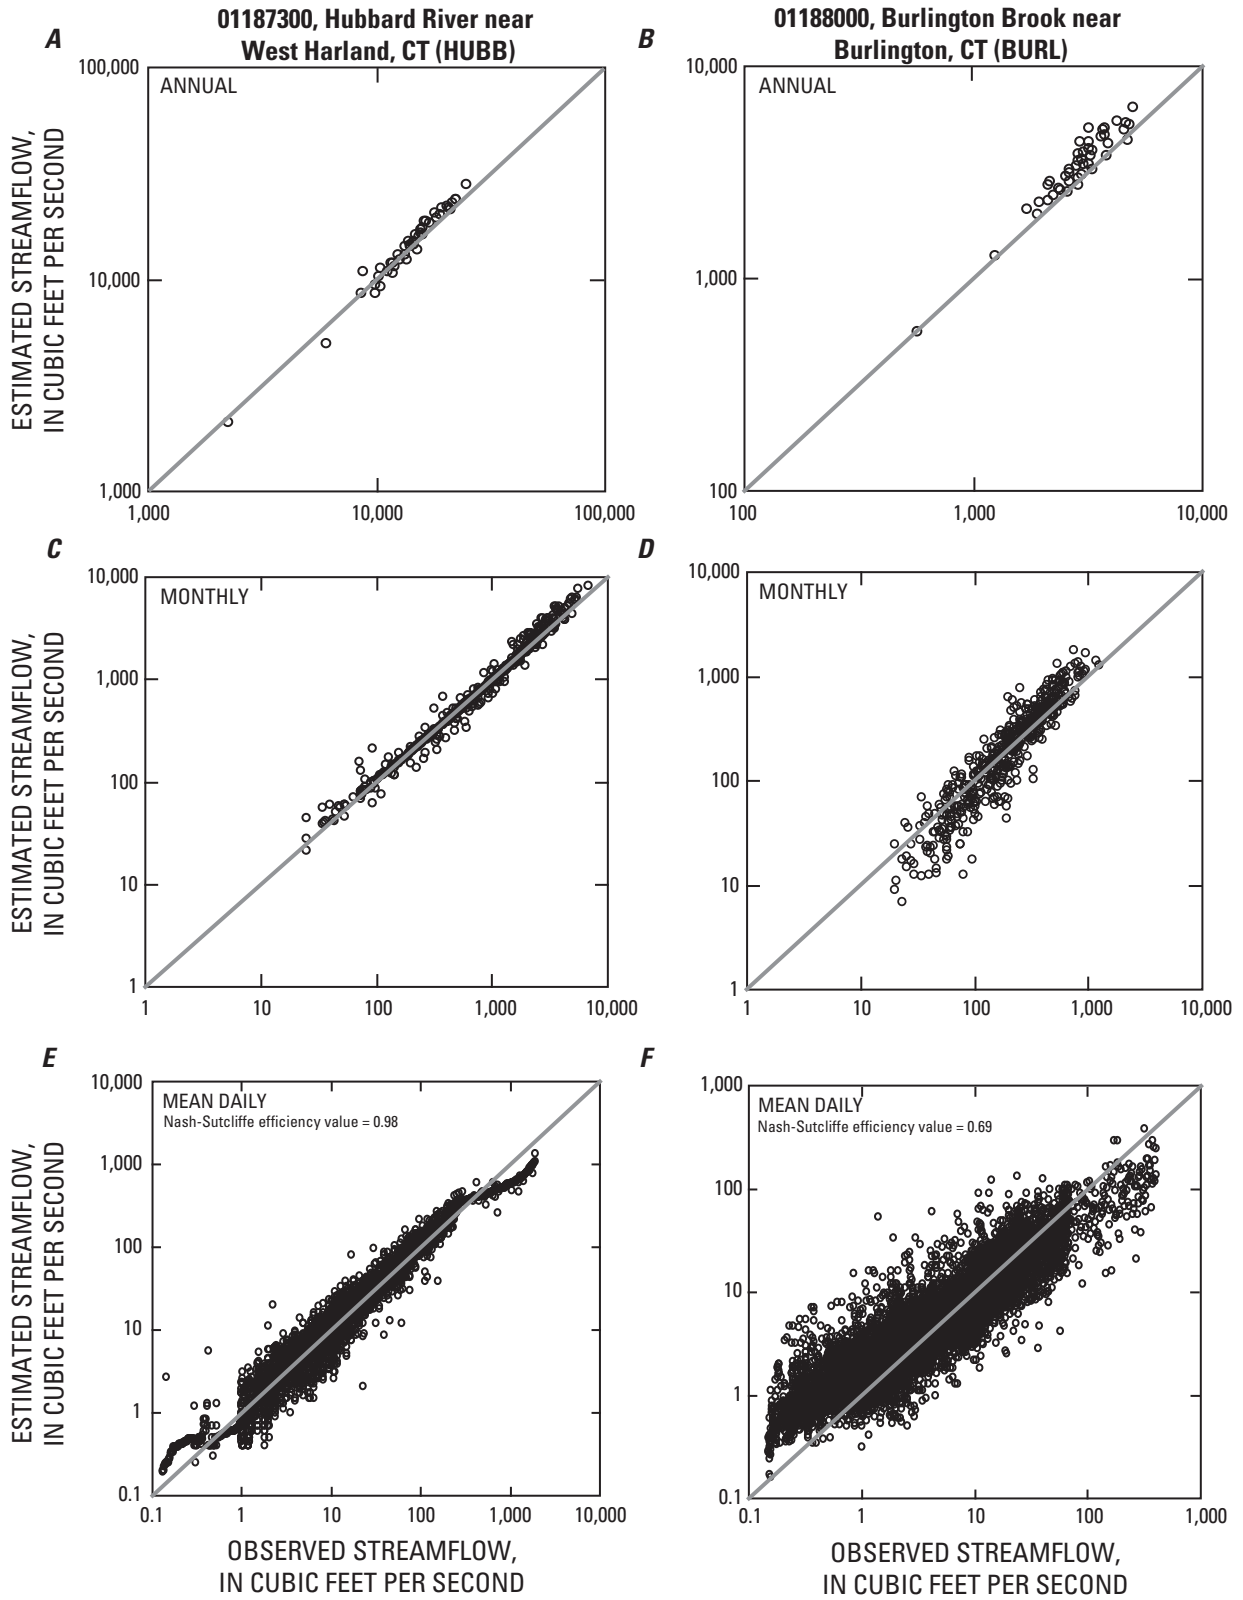 A
01187300, Hubbard River near
West Harland, CT (HUBB)
B
01188000, Burlington Brook near
Burlington, CT (BURL)
ESTIMATED STREAMFLOW,
IN CUBIC FEET PER SECOND
100,000
ANNUAL
10,000
1,000
1,000
10,000
100,000
10,000
ANNUAL
1,000
100
100
1,000
10,000
C
D
ESTIMATED STREAMFLOW,
IN CUBIC FEET PER SECOND
10,000
MONTHLY
1,000
100
10
1
1
10
100
1,000
10,000
10,000
MONTHLY
1,000
100
10
1
1
10
100
1,000
10,000
E
F
ESTIMATED STREAMFLOW,
IN CUBIC FEET PER SECOND
10,000
MEAN DAILY
Nash-Sutcliffe efficiency value = 0.98
1,000
100
10
1
0.1
0.1
1
10
100
1,000
10,000
OBSERVED STREAMFLOW,
IN CUBIC FEET PER SECOND
1,000
MEAN DAILY
Nash-Sutcliffe efficiency value = 0.69
100
10
1
0.1
0.1
1
10
100
1,000
OBSERVED STREAMFLOW,
IN CUBIC FEET PER SECOND